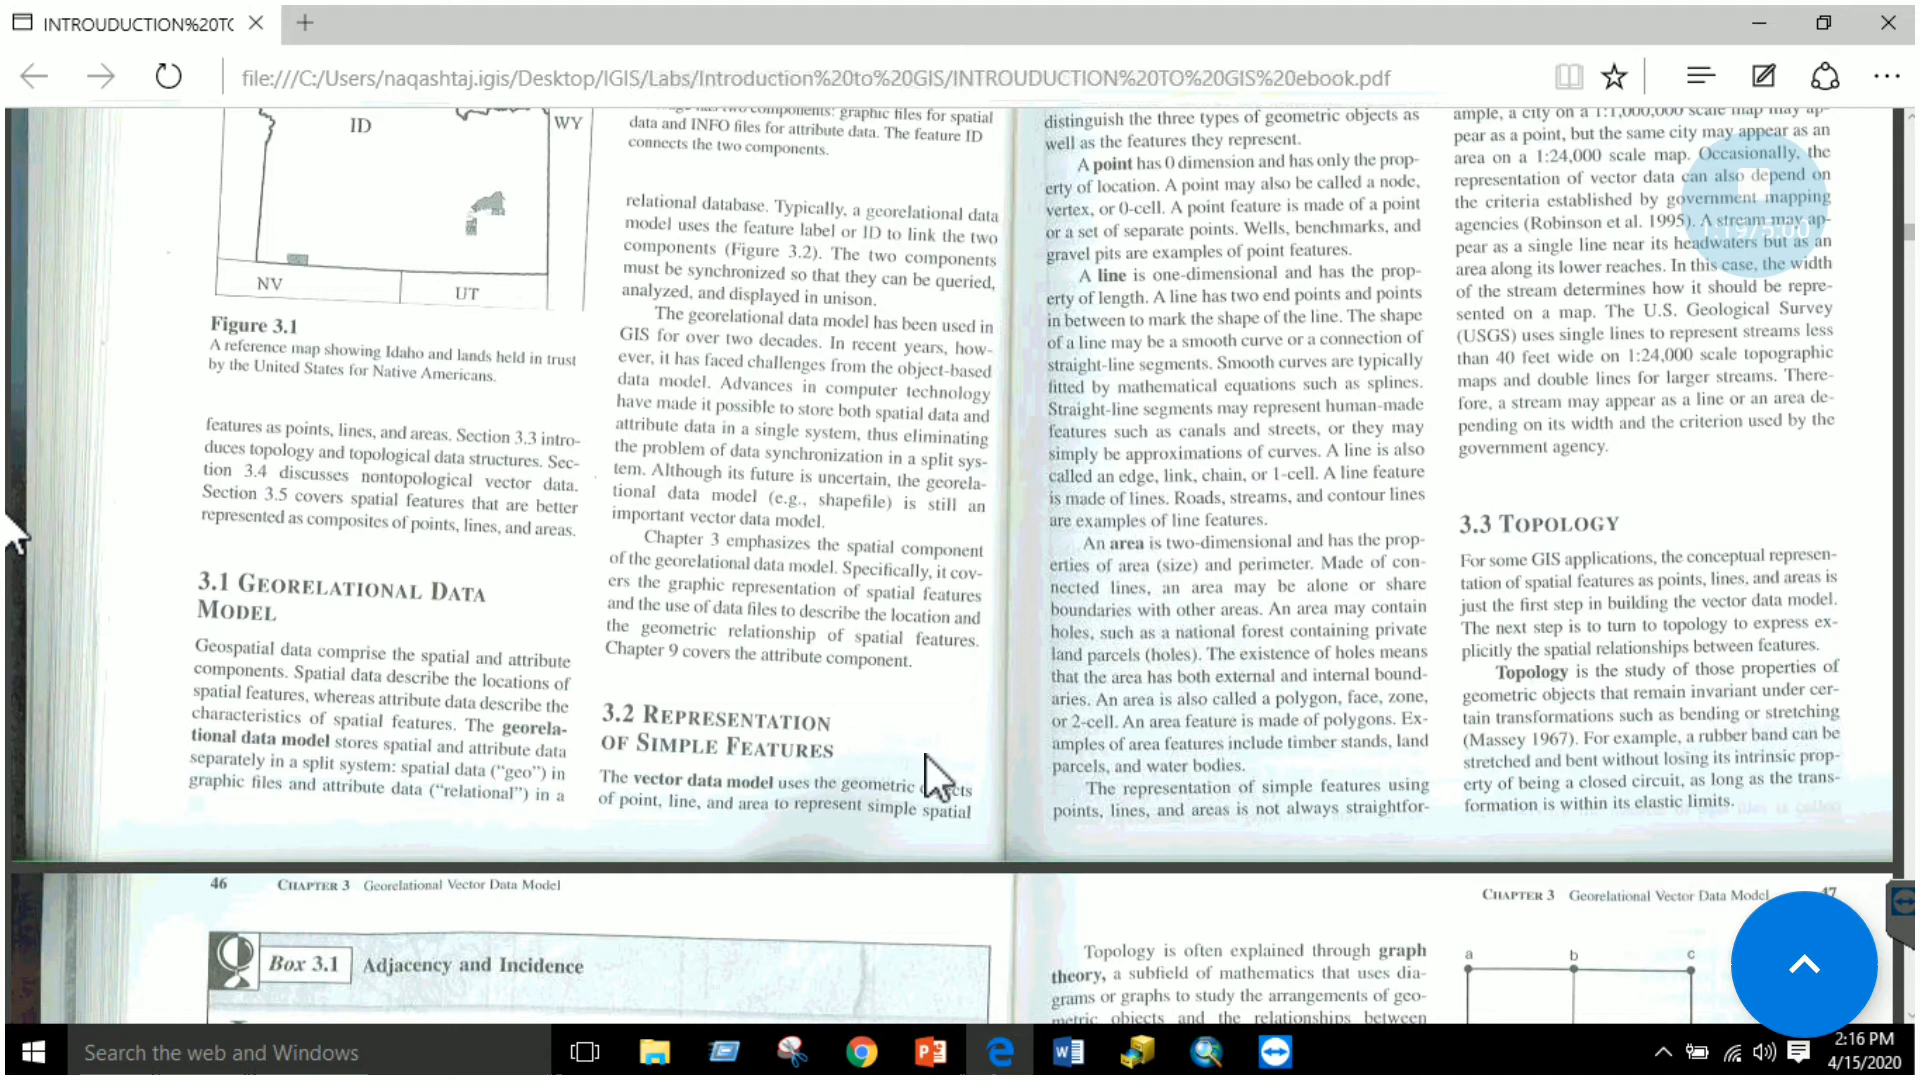 INTROUDUCTION%20TO
file:///C:/Users/naqashtaj.igis/Desktop/IGIS/Labs/Introduction%20to%20GIS/INTROUDUCTION%20TO%20GIS%20ebook.pdf
ID
WY
NV
UT
Figure 3.1
A reference map showing Idaho and lands held in trust
by the United States for Native Americans.
features as points, lines, and areas. Section 3.3 intro-
duces topology and topological data structures. Sec-
tion 3.4 discusses nontopological vector data.
Section 3.5 covers spatial features that are better
represented as composites of points, lines, and areas.
3.1 GEORELATIONAL DATA
MODEL
Geospatial data comprise the spatial and attribute
components. Spatial data describe the locations of
spatial features, whereas attribute data describe the
characteristics of spatial features. The georela-
tional data model stores spatial and attribute data
separately in a split system: spatial data ("geo") in
graphic files and attribute data ("relational") in a
components: graphic files for spatial
data and INFO files for attribute data. The feature ID
connects the two components.
relational database. Typically, a georelational data
model uses the feature label or ID to link the two
components (Figure 3.2). The two components
must be synchronized so that they can be queried,
analyzed, and displayed in unison.
The georelational data model has been used in
GIS for over two decades. In recent years, how-
ever, it has faced challenges from the object-based
data model. Advances in computer technology
have made it possible to store both spatial data and
attribute data in a single system, thus eliminating
the problem of data synchronization in a split sys-
tem. Although its future is uncertain, the georela-
tional data model (e.g., shapefile) is still an
important vector data model.
Chapter 3 emphasizes the spatial component
of the georelational data model. Specifically, it cov-
ers the graphic representation of spatial features
and the use of data files to describe the location and
the geometric relationship of spatial features.
Chapter 9 covers the attribute component.
3.2 REPRESENTATION
OF SIMPLE FEATURES
The vector data model uses the geometric
of point, line, and area to represent simple spatial
distinguish the three types of geometric objects as
well as the features they represent.
A point has 0 dimension and has only the prop-
erty of location. A point may also be called a node,
vertex, or 0-cell. A point feature is made of a point
or a set of separate points. Wells, benchmarks, and
gravel pits are examples of point features.
A line is one-dimensional and has the prop-
erty of length. A line has two end points and points
in between to mark the shape of the line. The shape
of a line may be a smooth curve or a connection of
straight-line segments. Smooth curves are typically
fitted by mathematical equations such as splines.
Straight-line segments may represent human-made
features such as canals and streets, or they may
simply be approximations of curves. A line is also
called an edge, link, chain, or 1-cell. A line feature
is made of lines. Roads, streams, and contour lines
are examples of line features.
An area is two-dimensional and has the prop-
erties of area (size) and perimeter. Made of con-
nected lines, an area may be alone or share
boundaries with other areas. An area may contain
holes, such as a national forest containing private
land parcels (holes). The existence of holes means
that the area has both external and internal bound-
aries. An area is also called a polygon, face, zone,
or 2-cell. An area feature is made of polygons. Ex-
amples of area features include timber stands, land
parcels, and water bodies.
The representation of simple features using
points, lines, and areas is not always straightfor-
ample, a city on a 1:1,000,000 scale map may ap-
pear as a point, but the same city may appear as an
area on a 1:24,000 scale map. Occasionally, the
representation of vector data can also depend on
the criteria established by government mapping
agencies (Robinson et al. 1995). A stream may ap-
pear as a single line near its headwaters but as an
area along its lower reaches. In this case, the width
of the stream determines how it should be repre-
sented on a map. The U.S. Geological Survey
(USGS) uses single lines to represent streams less
than 40 feet wide on 1:24,000 scale topographic
maps and double lines for larger streams. There-
fore, a stream may appear as a line or an area de-
pending on its width and the criterion used by the
government agency.
3.3 TOPOLOGY
For some GIS applications, the conceptual represen-
tation of spatial features as points, lines, and areas is
just the first step in building the vector data model.
The next step is to turn to topology to express ex-
plicitly the spatial relationships between features.
Topology is the study of those properties of
geometric objects that remain invariant under cer-
tain transformations such as bending or stretching
(Massey 1967). For example, a rubber band can be
stretched and bent without losing its intrinsic prop-
erty of being a closed circuit, as long as the trans-
formation is within its elastic limits.
46 CHAPTER 3 Georelational Vector Data Model
Box 3.1 Adjacency and Incidence
CHAPTER 3 Georelational Vector Data Model 47
Topology is often explained through graph
theory, a subfield of mathematics that uses dia-
grams or graphs to study the arrangements of geo-
metric objects and the relationships between
a b c
Search the web and Windows
2:16 PM
4/15/2020